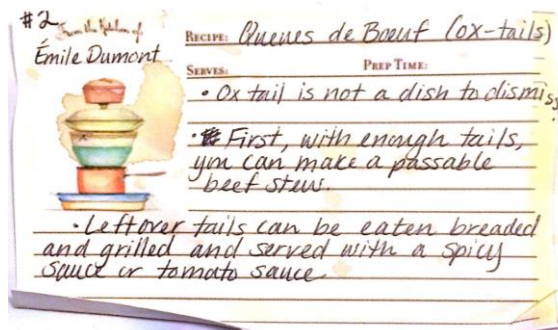 #2
From the Kitchen of
Émile Dumont
RECIPE: Queues de Bœuf (ox-tails)
SERVES: PREP TIME:
• Ox tail is not a dish to dismiss.
• First, with enough tails,
you can make a passable
beef stew.
• Leftover tails can be eaten breaded
and grilled and served with a spicy
sauce or tomato sauce.